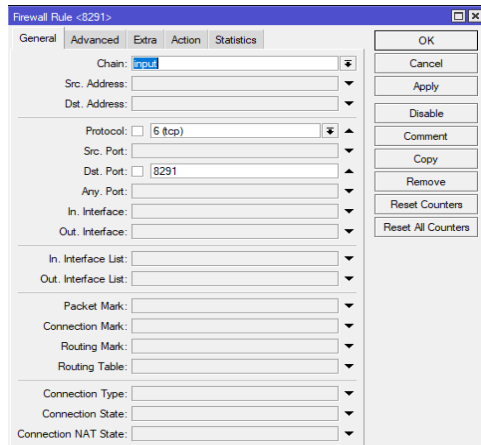 Firewall Rule <8291>
General Advanced Extra Action Statistics
Chain: input
Src. Address:
Dst. Address:
Protocol: 6 (tcp)
Src. Port:
Dst. Port: 8291
Any. Port:
In. Interface:
Out. Interface:
In. Interface List:
Out. Interface List:
Packet Mark:
Connection Mark:
Routing Mark:
Routing Table:
Connection Type:
Connection State:
Connection NAT State:
OK
Cancel
Apply
Disable
Comment
Copy
Remove
Reset Counters
Reset All Counters